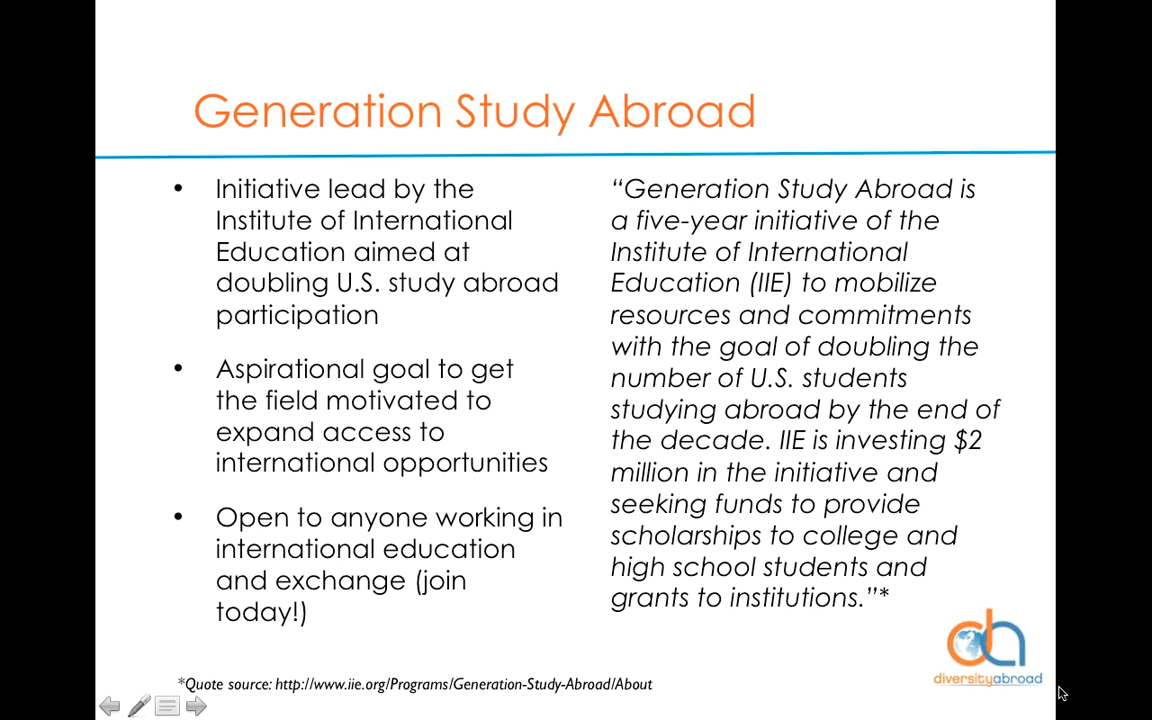 Generation Study Abroad
• Initiative lead by the
Institute of International
Education aimed at
doubling U.S. study abroad
participation
• Aspirational goal to get
the field motivated to
expand access to
international opportunities
• Open to anyone working in
international education
and exchange (join
today!)
“Generation Study Abroad is
a five-year initiative of the
Institute of International
Education (IIE) to mobilize
resources and commitments
with the goal of doubling the
number of U.S. students
studying abroad by the end of
the decade. IIE is investing $2
million in the initiative and
seeking funds to provide
scholarships to college and
high school students and
grants to institutions.”*
da
diversityabroad
*Quote source: http://www.iie.org/Programs/Generation-Study-Abroad/About